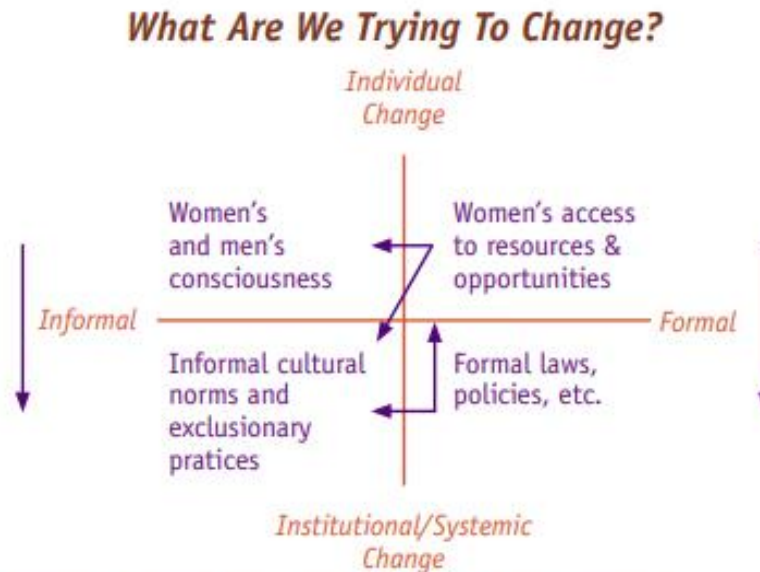 What Are We Trying To Change?
Individual
Change
Women's
and men's
consciousness
Women's access
to resources &
opportunities
Informal
Formal
Informal cultural
norms and
exclusionary
pratices
Formal laws,
policies, etc.
Institutional/Systemic
Change